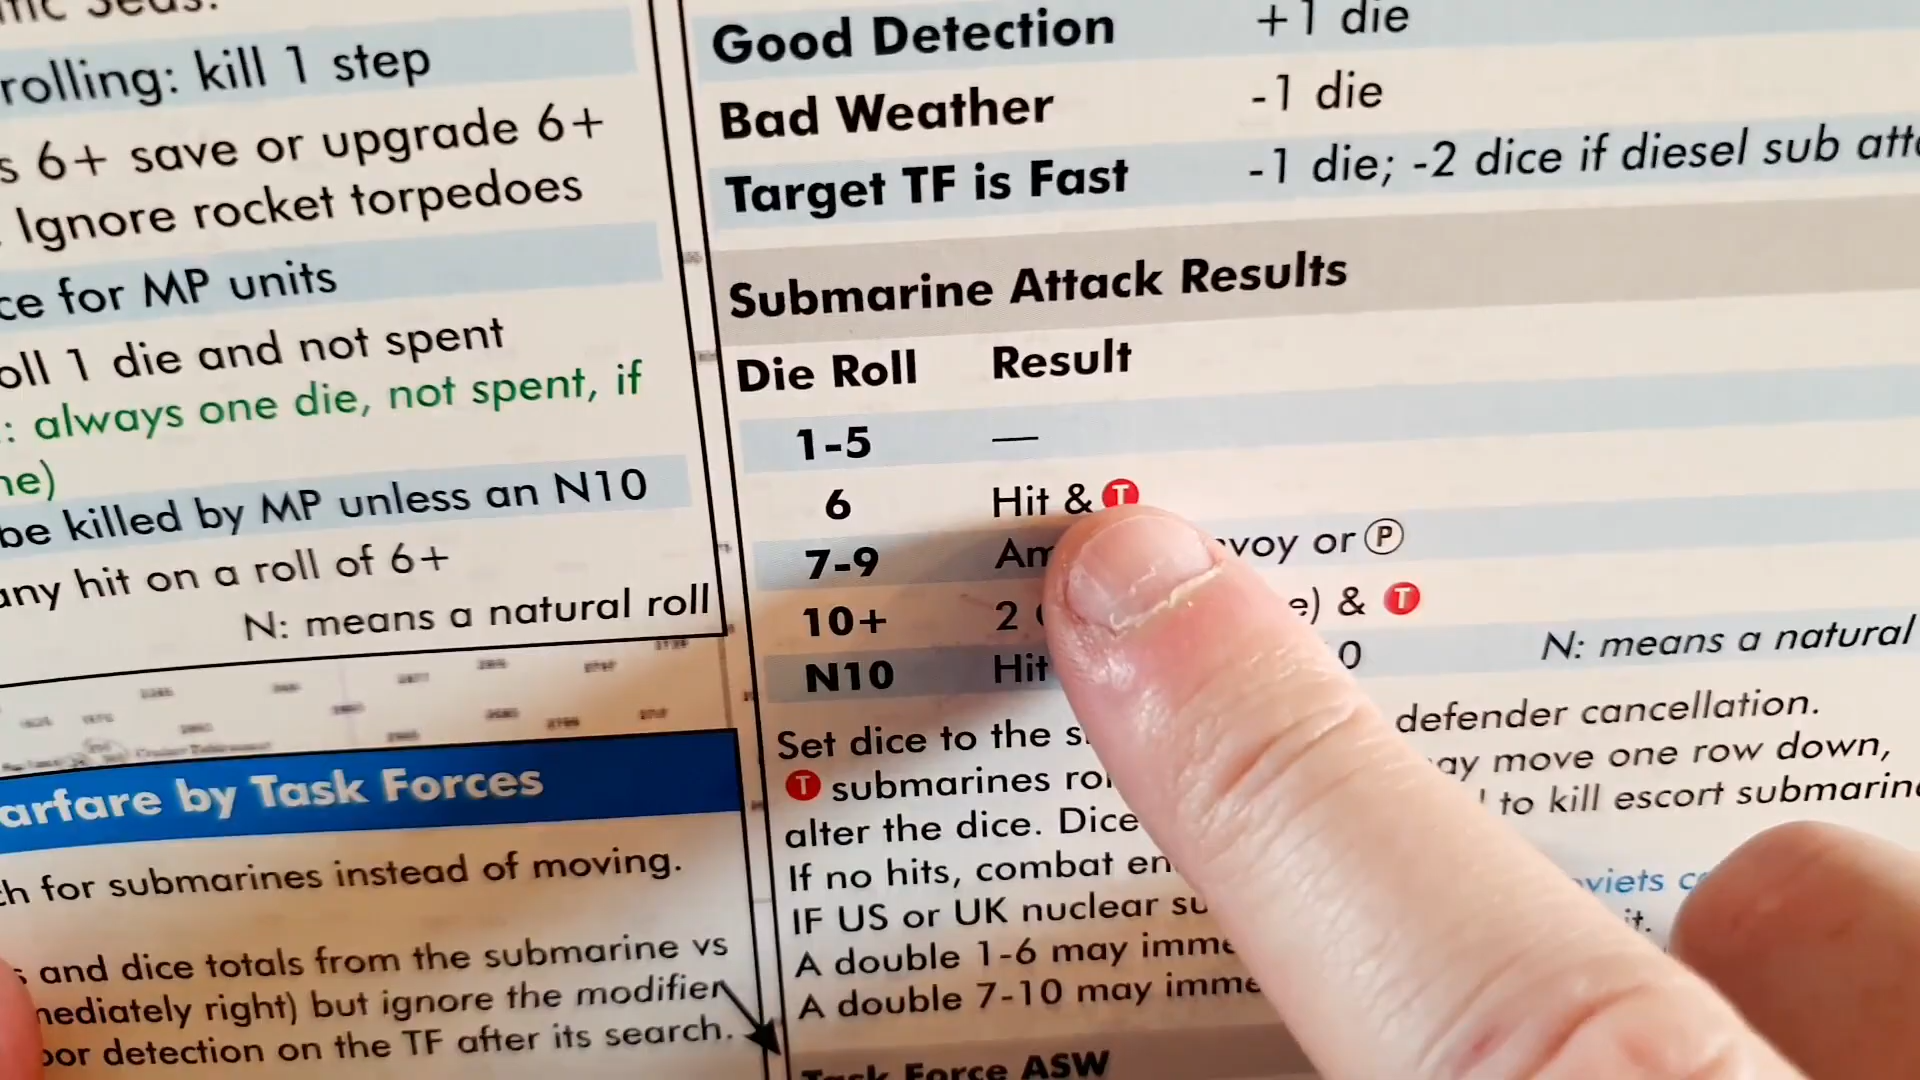 rolling: kill 1 step
s 6+ save or upgrade 6+
Ignore rocket torpedoes
ce for MP units
oll 1 die and not spent
: always one die, not spent, if
ne)
be killed by MP unless an N10
any hit on a roll of 6+
N: means a natural roll
arfare by Task Forces
ch for submarines instead of moving.
s and dice totals from the submarine vs
mediately right) but ignore the modifier
oor detection on the TF after its search.
Good Detection +1 die
Bad Weather -1 die
Target TF is Fast -1 die; -2 dice if diesel sub
Submarine Attack Results
Die Roll Result
1-5 —
6 Hit & T
7-9 voy or P
10+ 2 e) & T
N10 Hit 0 N: means a natural
Set dice to the defender cancellation.
T submarines may move one row down,
alter the dice. Dice to kill escort
If no hits, combat
IF US or UK nuclear
A double 1-6 may
A double 7-10 may
Task Force ASW